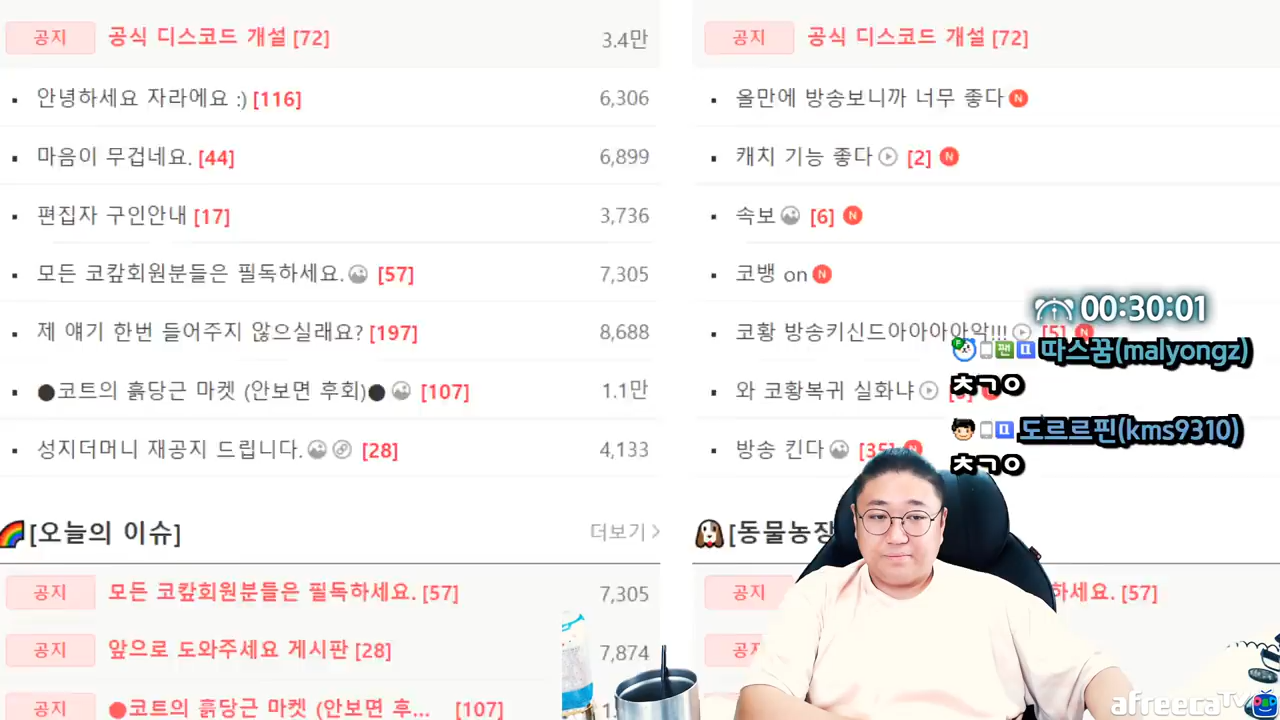 공지 공식 디스코드 개설 [72] 3.4만
안녕하세요 자라에요 :) [116] 6,306
마음이 무겁네요. [44] 6,899
편집자 구인안내 [17] 3,736
모든 코칲회원분들은 필독하세요. [57] 7,305
제 얘기 한번 들어주지 않으실래요? [197] 8,688
●코트의 흙당근 마켓 (안보면 후회)● [107] 1.1만
성지더머니 재공지 드립니다. [28] 4,133
[오늘의 이슈] 더보기 >
공지 모든 코칲회원분들은 필독하세요. [57] 7,305
공지 앞으로 도와주세요 게시판 [28] 7,874
공지 ●코트의 흙당근 마켓 (안보면 후... [107]
공지 공식 디스코드 개설 [72]
올만에 방송보니까 너무 좋다 N
캐치 기능 좋다 [2] N
속보 [6] N
코뱅 on N
코황 방송키신드아아아아악!!! [5] N
와 코황복귀 실화냐
방송 킨다 [35] N
[동물농장
공지 하세요. [57]
공지
00:30:01
팬 따스꿈(malyongz)
ㅊㄱㅇ
도르르핀(kms9310)
ㅊㄱㅇ
afreecaTV